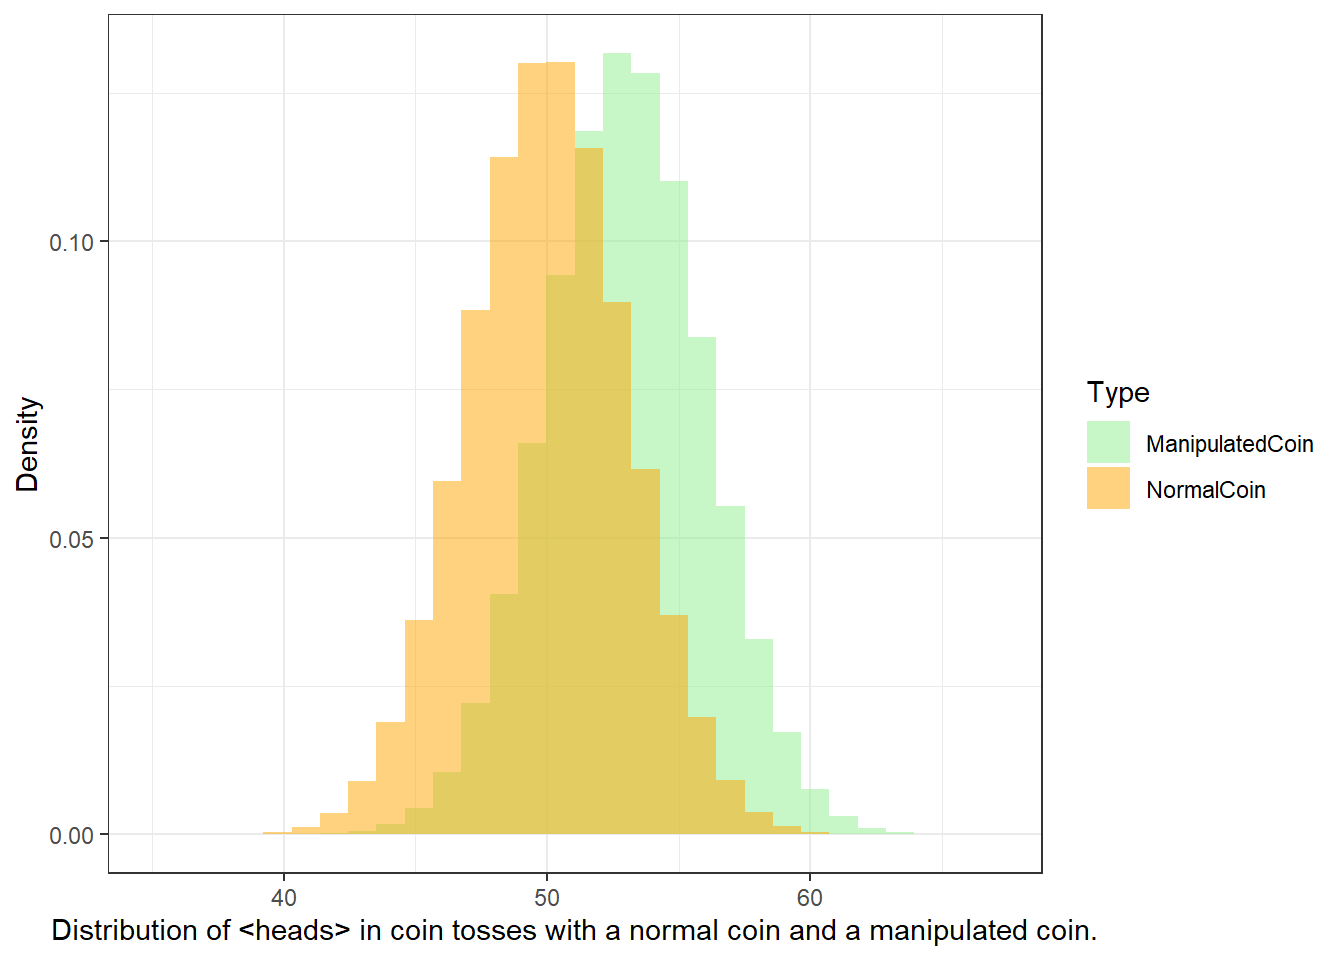 0.10
0.05
0.00
Density
40 50 60
Distribution of <heads> in coin tosses with a normal coin and a manipulated coin.
Type
ManipulatedCoin
NormalCoin